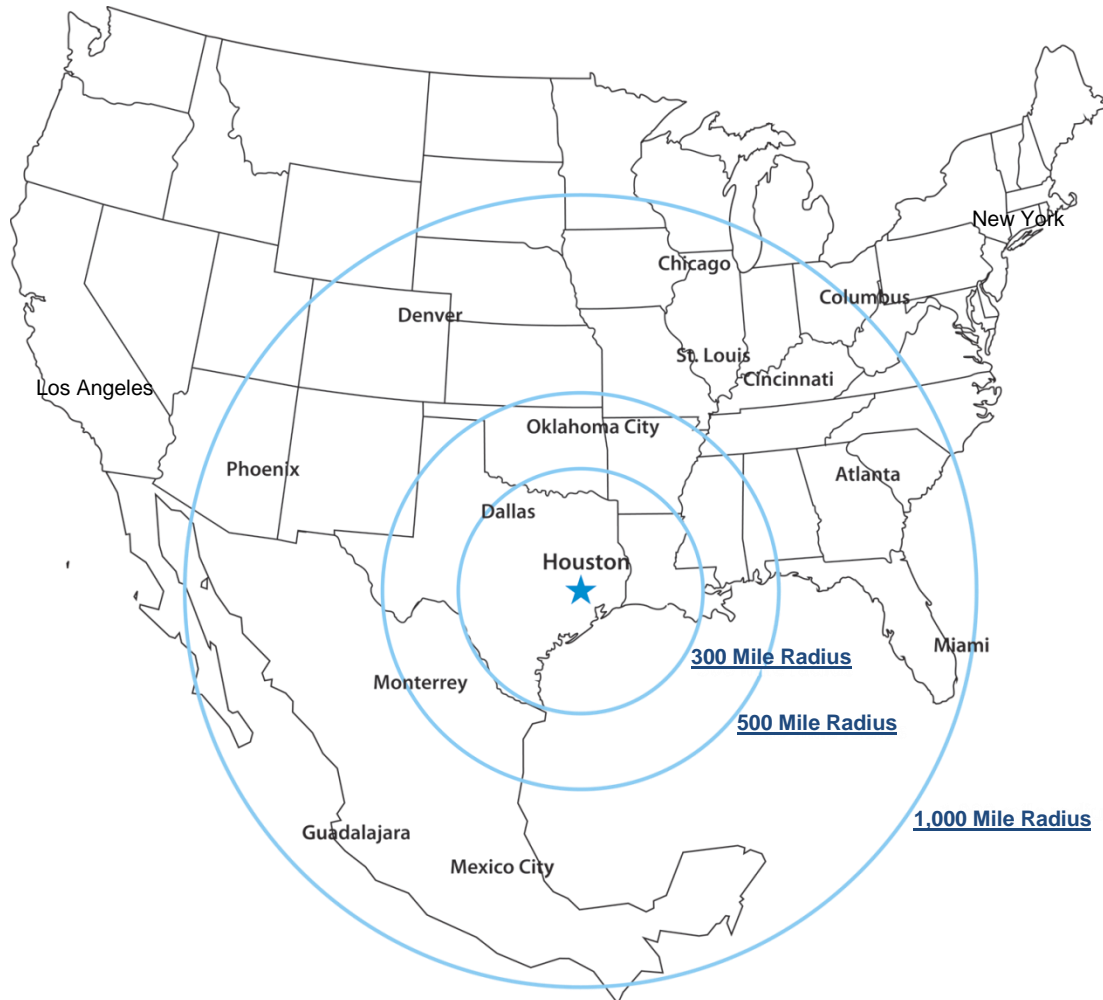 New York
Chicago
Columbus
Denver
St. Louis
Cincinnati
Los Angeles
Oklahoma City
Phoenix
Atlanta
Dallas
Houston
Miami
300 Mile Radius
Monterrey
500 Mile Radius
1,000 Mile Radius
Guadalajara
Mexico City